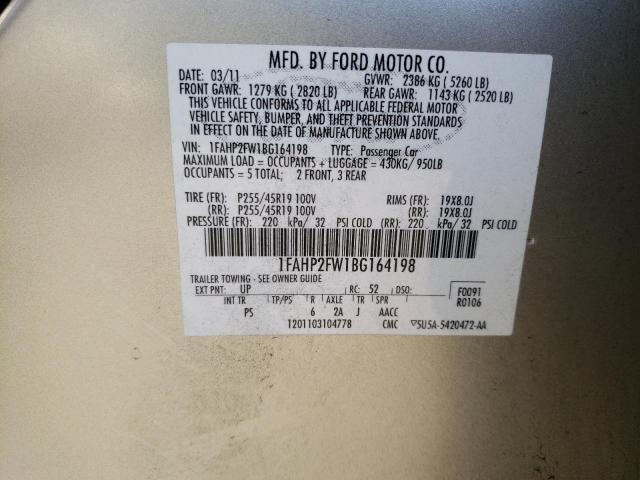 MFD. BY FORD MOTOR CO.
DATE: 03/11 GVWR: 2386 KG ( 5260 LB)
FRONT GAWR: 1279 KG ( 2820 LB) REAR GAWR: 1143 KG ( 2520 LB)
THIS VEHICLE CONFORMS TO ALL APPLICABLE FEDERAL MOTOR
VEHICLE SAFETY, BUMPER, AND THEFT PREVENTION STANDARDS
IN EFFECT ON THE DATE OF MANUFACTURE SHOWN ABOVE.
VIN: 1FAHP2FW1BG164198 TYPE: Passenger Car
MAXIMUM LOAD = OCCUPANTS + LUGGAGE = 430KG/ 950LB
OCCUPANTS = 5 TOTAL; 2 FRONT, 3 REAR
TIRE (FR): P255/45R19 100V RIMS (FR): 19X8.0J
(RR): P255/45R19 100V (RR): 19X8.0J
PRESSURE (FR): 220 kPa/ 32 PSI COLD (RR): 220 kPa/ 32 PSI COLD
1FAHP2FW1BG164198
TRAILER TOWING - SEE OWNER GUIDE
EXT PNT: UP RC: 52 DSO: F0091
INT TR TP/PS R AXLE TR SPR R0106
PS 6 2A J AACC
T201103104778 CMC ▽5U5A-5420472-AA